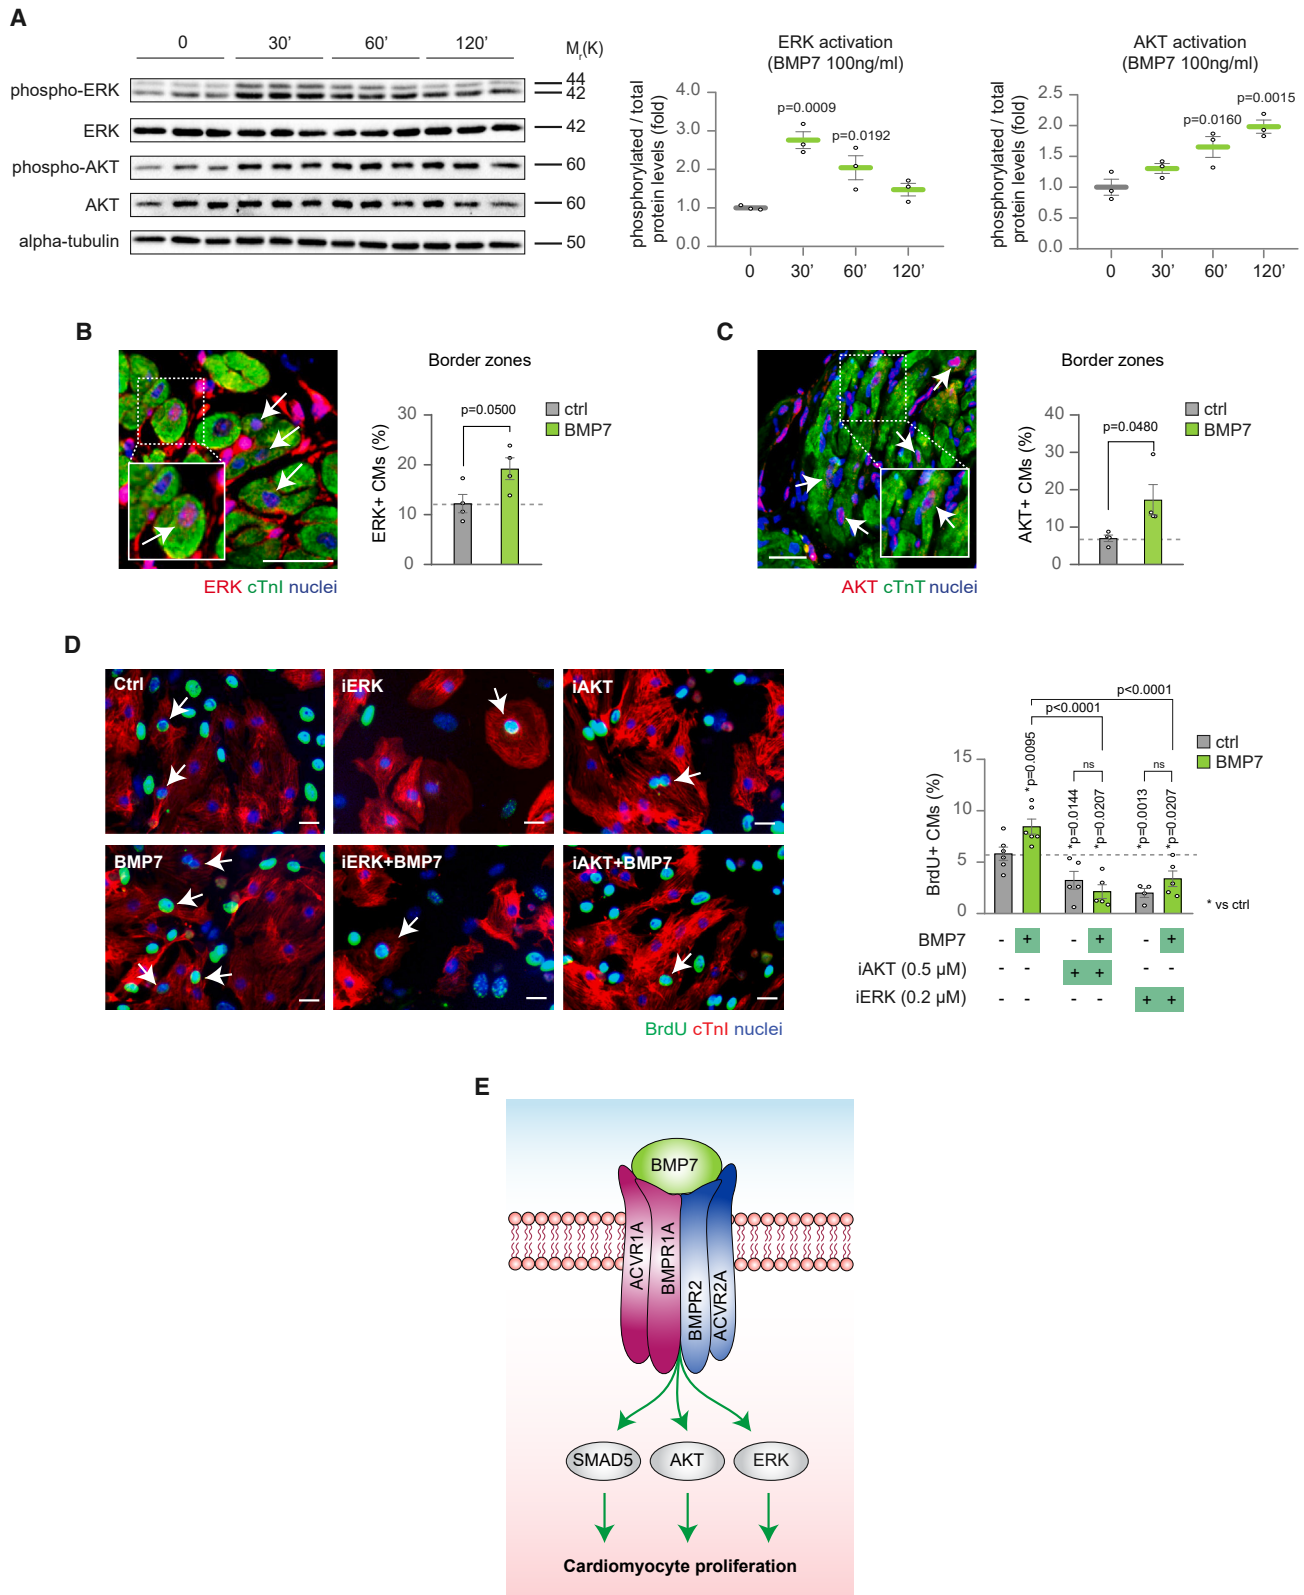 A
0 30' 60' 120' Mr(K)
phospho-ERK
44
42
ERK
42
phospho-AKT
60
AKT
60
alpha-tubulin
50
ERK activation
(BMP7 100ng/ml)
phosphorylated / total
protein levels (fold)
4.0
3.0
2.0
1.0
0.0
p=0.0009
p=0.0192
0 30' 60' 120'
AKT activation
(BMP7 100ng/ml)
phosphorylated / total
protein levels (fold)
2.5
2.0
1.5
1.0
0.5
0.0
p=0.0160
p=0.0015
0 30' 60' 120'
B
ERK cTnI nuclei
Border zones
ERK+ CMs (%)
30
20
10
0
p=0.0500
ctrl
BMP7
C
AKT cTnT nuclei
Border zones
AKT+ CMs (%)
40
30
20
10
0
p=0.0480
ctrl
BMP7
D
Ctrl
iERK
iAKT
BMP7
iERK+BMP7
iAKT+BMP7
BrdU cTnI nuclei
BrdU+ CMs (%)
15
10
5
0
p<0.0001
p<0.0001
ns
ns
*p=0.0095
*p=0.0144
*p=0.0207
*p=0.0013
*p=0.0207
ctrl
BMP7
* vs ctrl
BMP7 - + - + - +
iAKT (0.5 µM) - - + + - -
iERK (0.2 µM) - - - - + +
E
BMP7
ACVR1A
BMPR1A
BMPR2
ACVR2A
SMAD5 AKT ERK
Cardiomyocyte proliferation